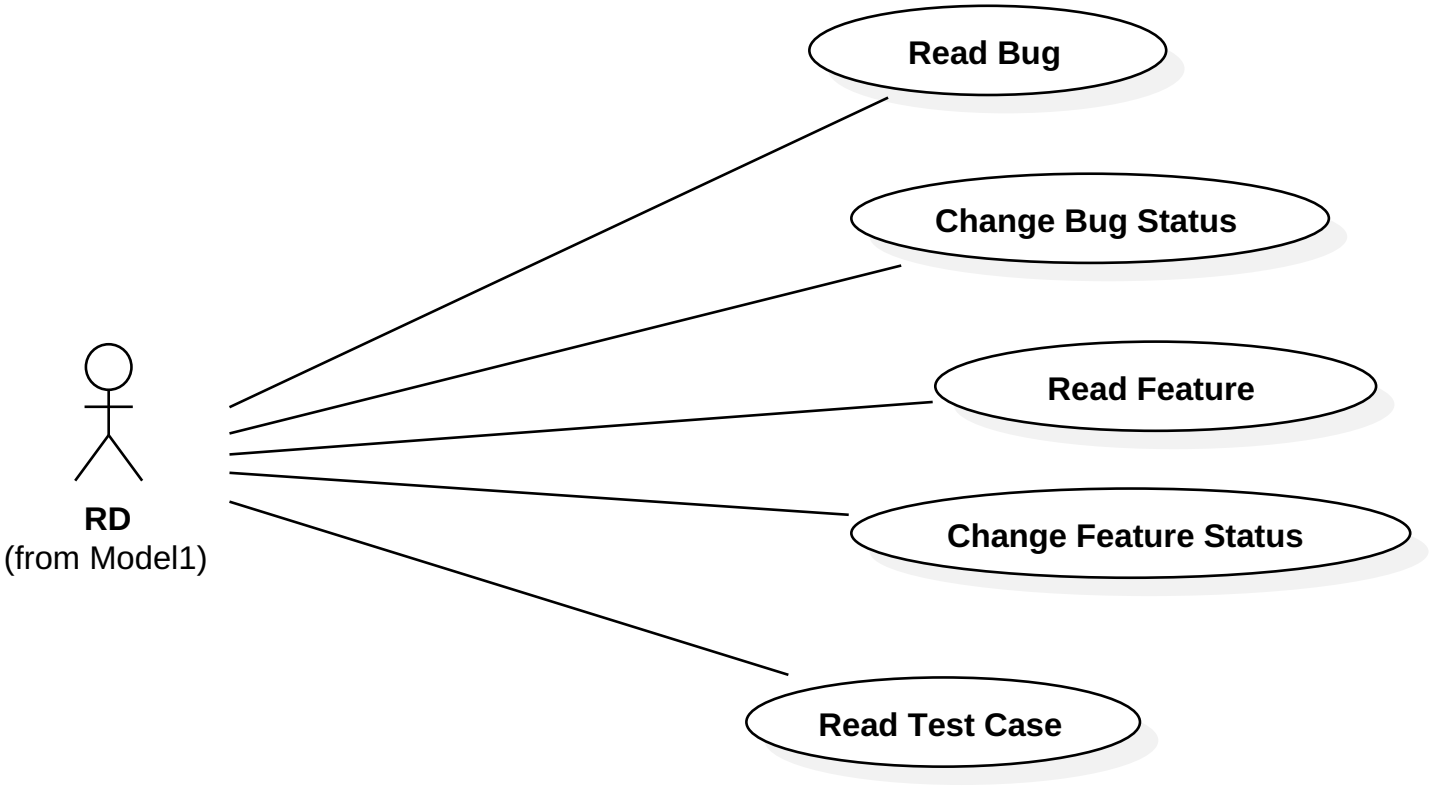 Read Bug
Change Bug Status
Read Feature
RD
(from Model1)
Change Feature Status
Read Test Case